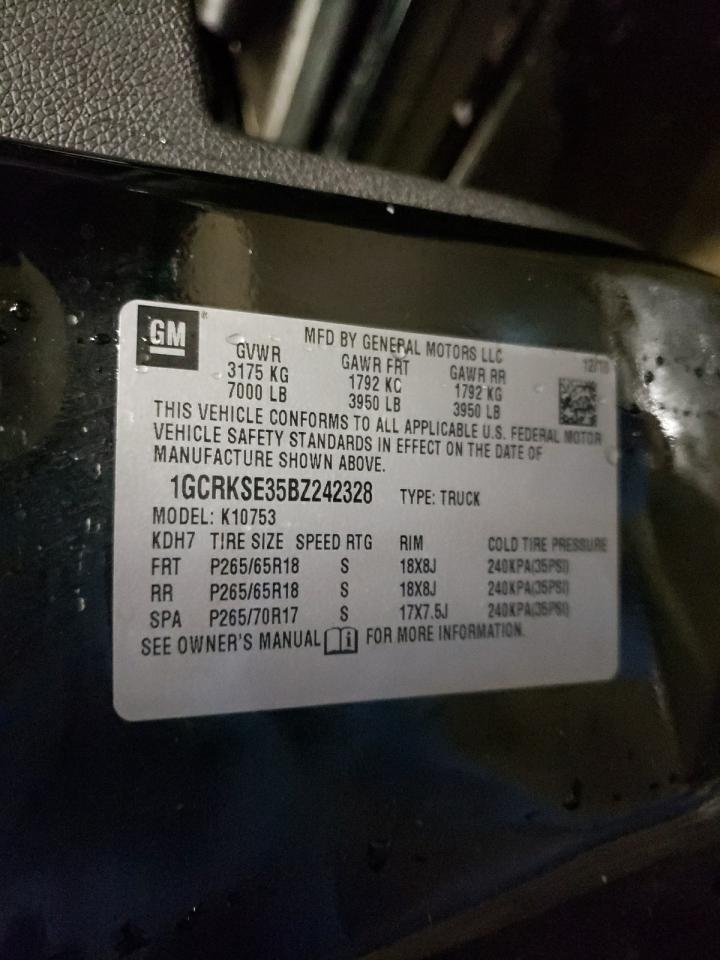 GM
MFD BY GENERAL MOTORS LLC
12/10
GVWR GAWR FRT GAWR RR
3175 KG 1792 KG 1792 KG
7000 LB 3950 LB 3950 LB
THIS VEHICLE CONFORMS TO ALL APPLICABLE U.S. FEDERAL MOTOR
VEHICLE SAFETY STANDARDS IN EFFECT ON THE DATE OF
MANUFACTURE SHOWN ABOVE.
1GCRKSE35BZ242328 TYPE: TRUCK
MODEL: K10753
KDH7 TIRE SIZE SPEED RTG RIM COLD TIRE PRESSURE
FRT P265/65R18 S 18X8J 240KPA(35PSI)
RR P265/65R18 S 18X8J 240KPA(35PSI)
SPA P265/70R17 S 17X7.5J 240KPA(35PSI)
SEE OWNER'S MANUAL FOR MORE INFORMATION.